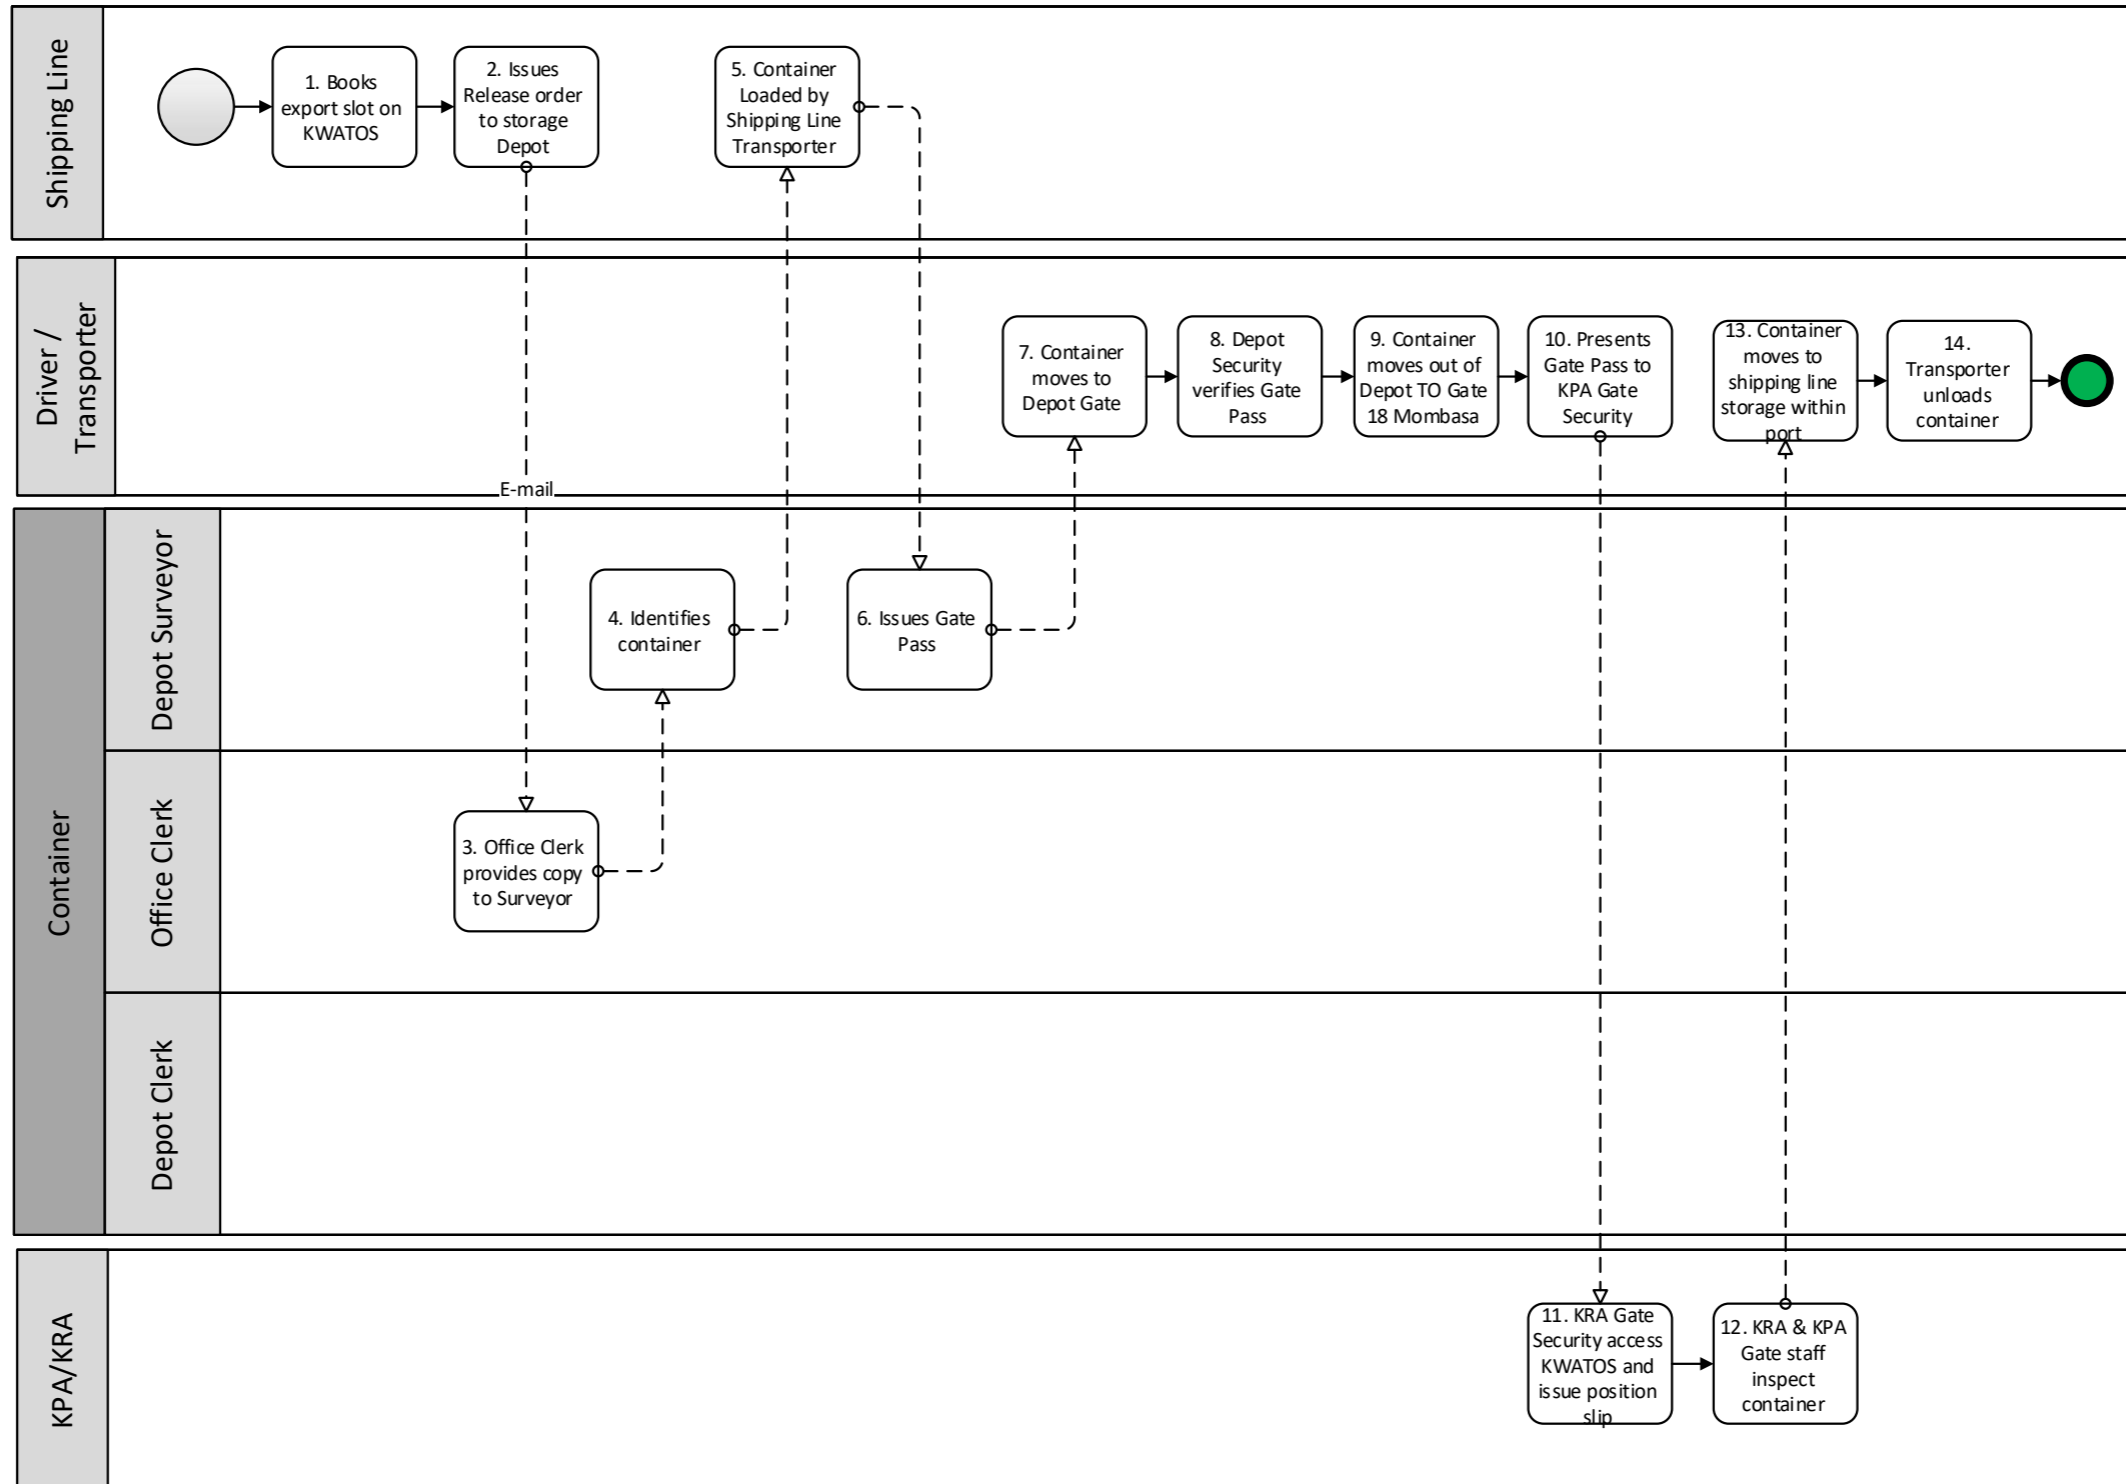 Shipping Line
1. Books
export slot on
KWATOS
2. Issues
Release order
to storage
Depot
5. Container
Loaded by
Shipping Line
Transporter
Driver /
Transporter
7. Container
moves to
Depot Gate
8. Depot
Security
verifies Gate
Pass
9. Container
moves out of
Depot TO Gate
18 Mombasa
10. Presents
Gate Pass to
KPA Gate
Security
13. Container
moves to
shipping line
storage within
port
14.
Transporter
unloads
container
E-mail
Container
Depot Surveyor
4. Identifies
container
6. Issues Gate
Pass
Office Clerk
3. Office Clerk
provides copy
to Surveyor
Depot Clerk
KPA/KRA
11. KRA Gate
Security access
KWATOS and
issue position
slip
12. KRA & KPA
Gate staff
inspect
container